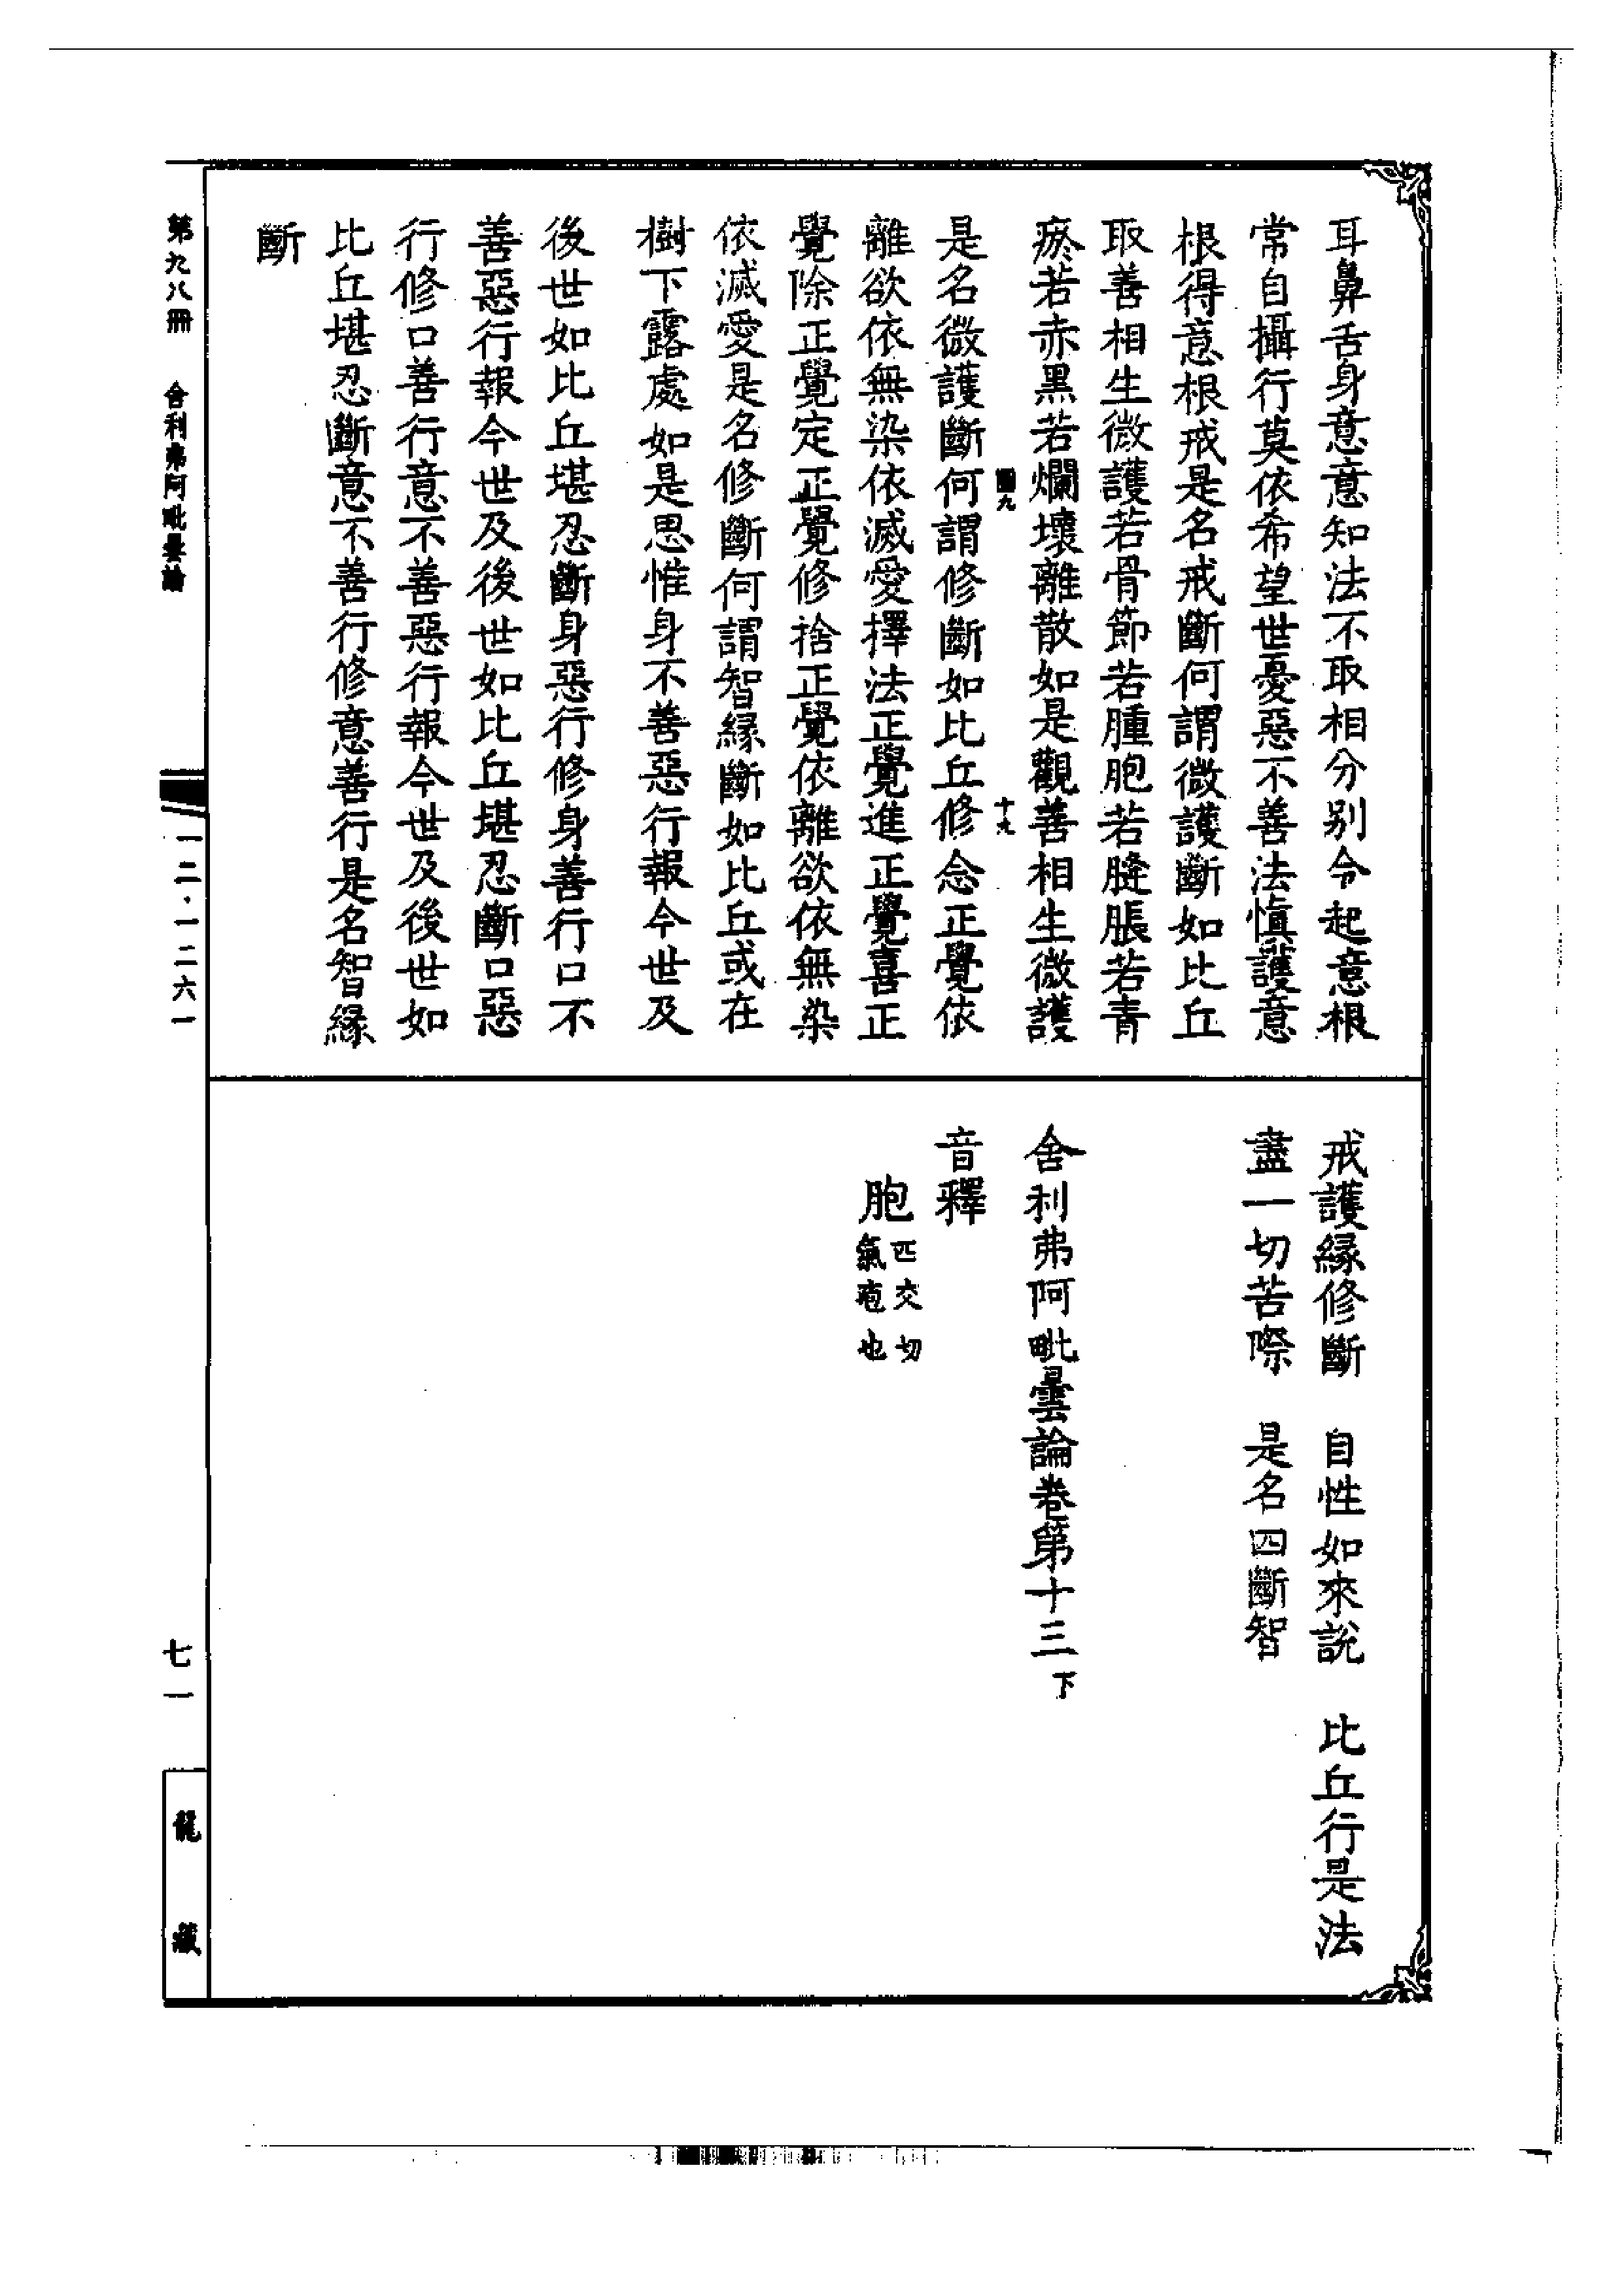 耳鼻舌身意意知法不取相分别令起意根
常自攝行莫依希望世憂惡不善法慎護意
根得意根戒是名戒斷何謂微護斷如比丘
取善相生微護若骨節若腫胞若膖脹若青
瘀若赤黑若爛壞離散如是觀善相生微護
九
十九
是名微護斷何謂修斷如比丘修念正覺依
離欲依無染依滅愛擇法正覺進正覺喜正
覺除正覺定正覺修捨正覺依離欲依無染
依滅愛是名修斷何謂智緣斷如比丘或在
樹下露處如是思惟身不善惡行報今世及
後世如比丘堪忍斷身惡行修身善行口不
善惡行報今世及後世如比丘堪忍斷口惡
行修口善行意不善惡行報今世及後世如
比丘堪忍斷意不善行修意善行是名智緣
斷
戒護緣修斷　自性如來說　比丘行是法
盡一切苦際　是名四斷智
舍利弗阿毗曇論卷第十三下
音釋
胞匹交切氣皰也
第九八冊　舍利弗阿毗曇論
一二·一二六一
七一
龍藏